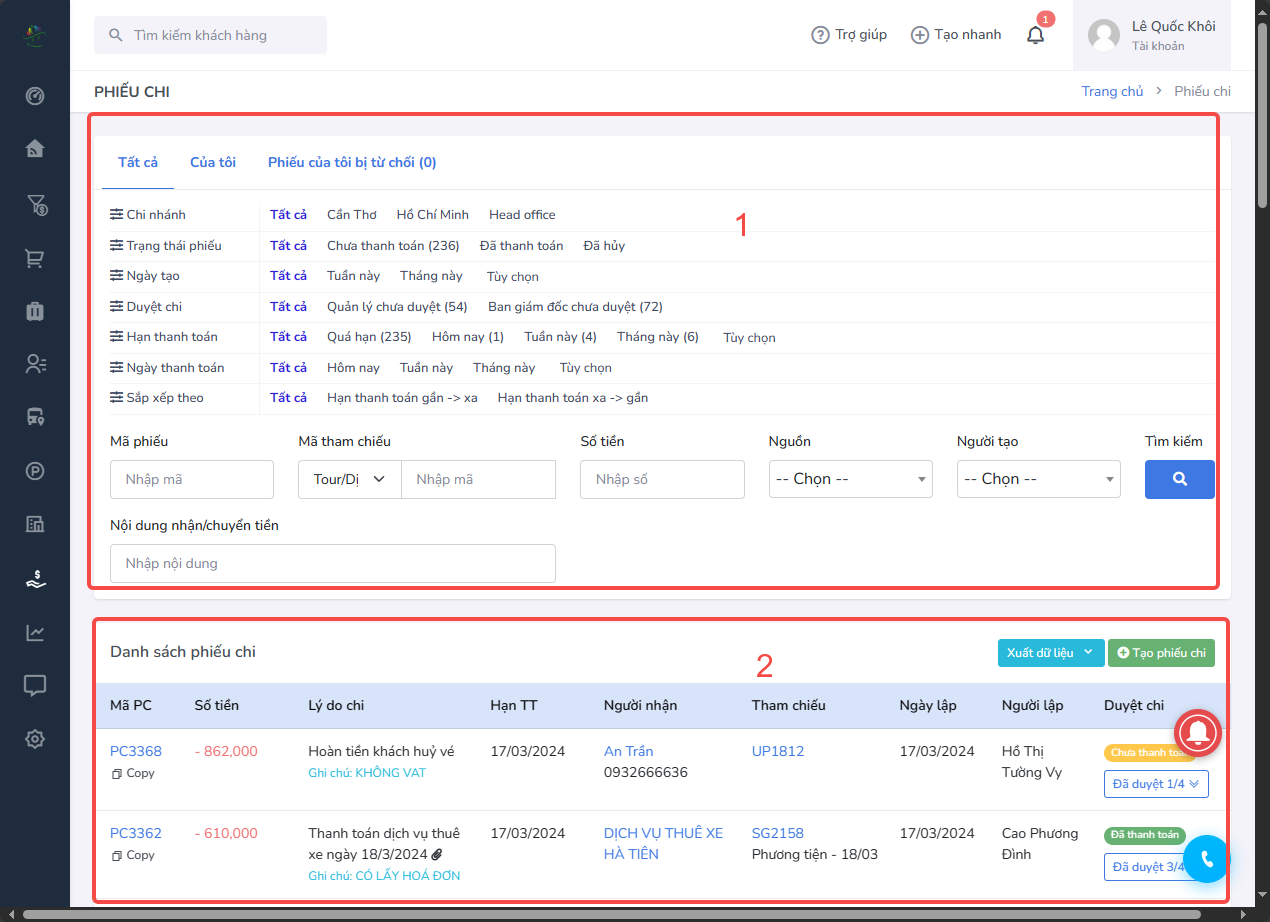 Tìm kiếm khách hàng
Trợ giúp
Tạo nhanh
1
Lê Quốc Khôi
Tài khoản
PHIẾU CHI
Trang chủ > Phiếu chi
Tất cả Của tôi Phiếu của tôi bị từ chối (0)
1
Chi nhánh Tất cả Cần Thơ Hồ Chí Minh Head office
Trạng thái phiếu Tất cả Chưa thanh toán (236) Đã thanh toán Đã hủy
Ngày tạo Tất cả Tuần này Tháng này Tùy chọn
Duyệt chi Tất cả Quản lý chưa duyệt (54) Ban giám đốc chưa duyệt (72)
Hạn thanh toán Tất cả Quá hạn (235) Hôm nay (1) Tuần này (4) Tháng này (6) Tùy chọn
Ngày thanh toán Tất cả Hôm nay Tuần này Tháng này Tùy chọn
Sắp xếp theo Tất cả Hạn thanh toán gần -> xa Hạn thanh toán xa -> gần
Mã phiếu Mã tham chiếu Số tiền Nguồn Người tạo Tìm kiếm
Nhập mã Tour/Dị Nhập mã Nhập số -- Chọn -- -- Chọn --
Nội dung nhận/chuyển tiền
Nhập nội dung
2
Danh sách phiếu chi Xuất dữ liệu Tạo phiếu chi
Mã PC Số tiền Lý do chi Hạn TT Người nhận Tham chiếu Ngày lập Người lập Duyệt chi
PC3368 - 862,000 Hoàn tiền khách huỷ vé 17/03/2024 An Trần UP1812 17/03/2024 Hồ Thị Chưa thanh
Copy Ghi chú: KHÔNG VAT 0932666636 Tường Vy Đã duyệt 1/4
PC3362 - 610,000 Thanh toán dịch vụ thuê 17/03/2024 DỊCH VỤ THUÊ XE SG2158 17/03/2024 Cao Phương Đã thanh toán
Copy xe ngày 18/3/2024 HÀ TIÊN Phương tiện - 18/03 Đình Đã duyệt 3/4
Ghi chú: CÓ LẤY HOÁ ĐƠN